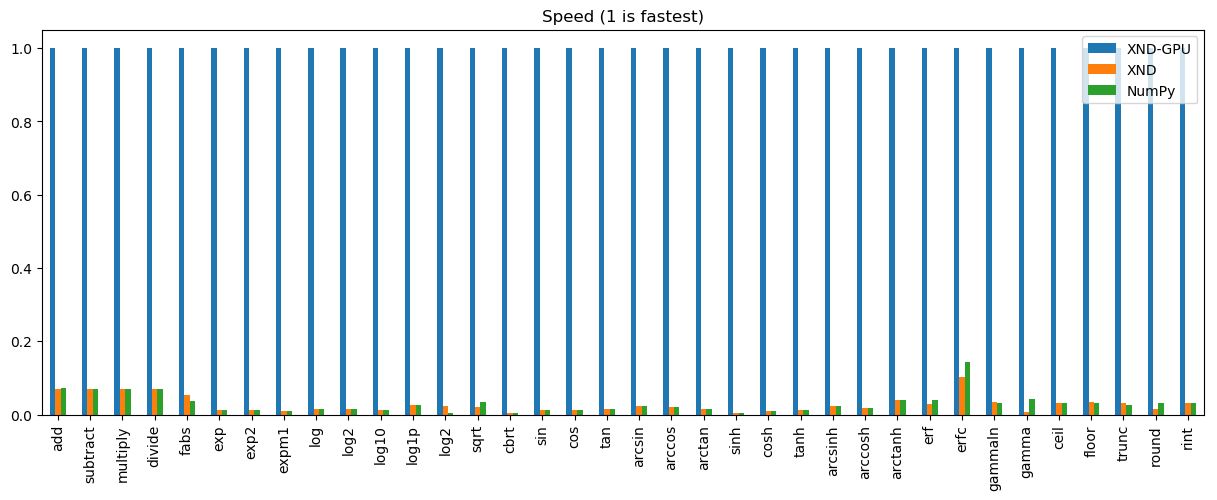 Speed (1 is fastest)
XND-GPU
XND
NumPy
1.0
0.8
0.6
0.4
0.2
0.0
add
subtract
multiply
divide
fabs
exp
exp2
expm1
log
log2
log10
log1p
log2
sqrt
cbrt
sin
cos
tan
arcsin
arccos
arctan
sinh
cosh
tanh
arcsinh
arccosh
arctanh
erf
erfc
gammaln
gamma
ceil
floor
trunc
round
rint